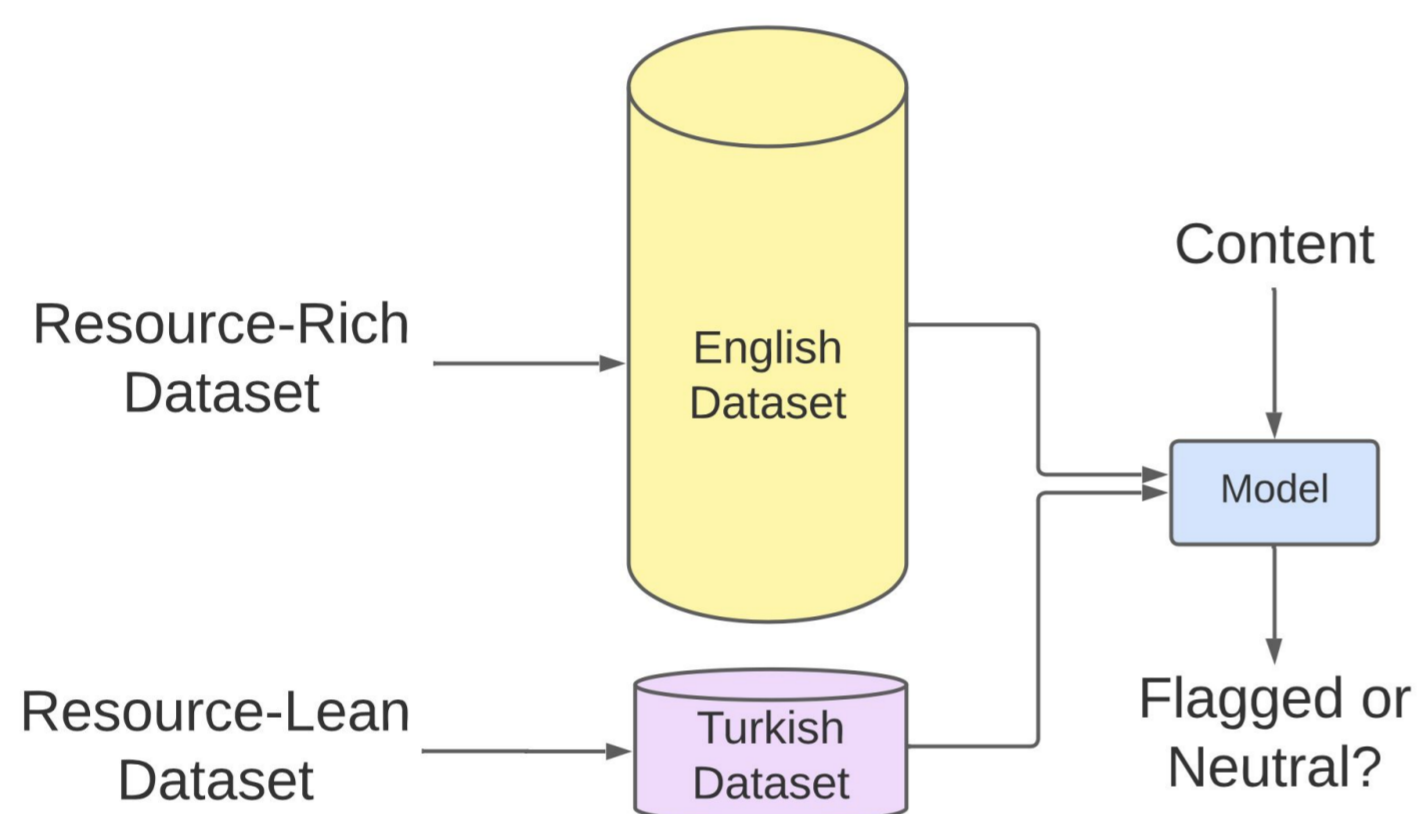 Resource-Rich
Dataset
English
Dataset
Resource-Lean
Dataset
Turkish
Dataset
Content
Model
Flagged or
Neutral?